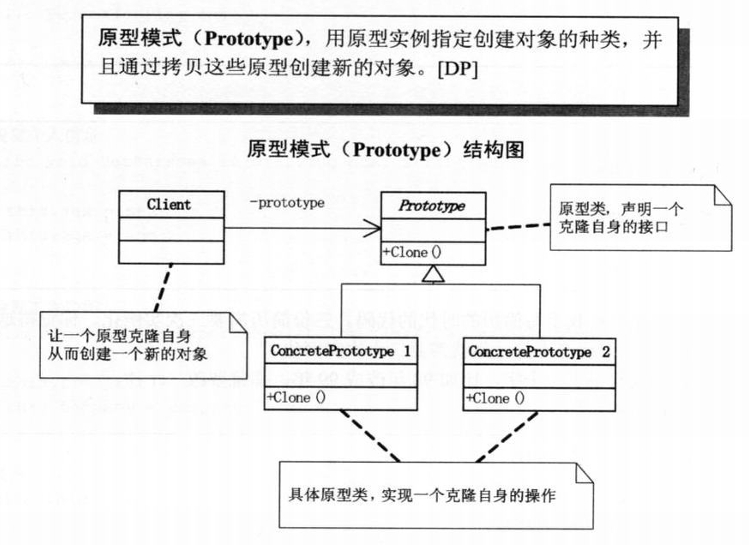 原型模式（Prototype），用原型实例指定创建对象的种类，并
且通过拷贝这些原型创建新的对象。[DP]
原型模式（Prototype）结构图
Client
-prototype
Prototype
+Clone()
原型类，声明一个
克隆自身的接口
让一个原型克隆自身
从而创建一个新的对象
ConcretePrototype 1
+Clone()
ConcretePrototype 2
+Clone()
具体原型类，实现一个克隆自身的操作